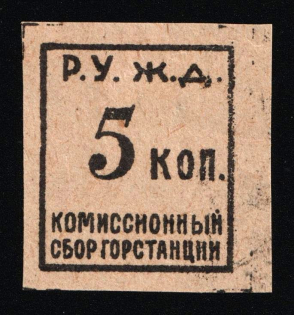 Р. У. Ж. Д.
5 коп.
КОМИССИОННЫЙ
СБОР ГОРСТАНЦИИ